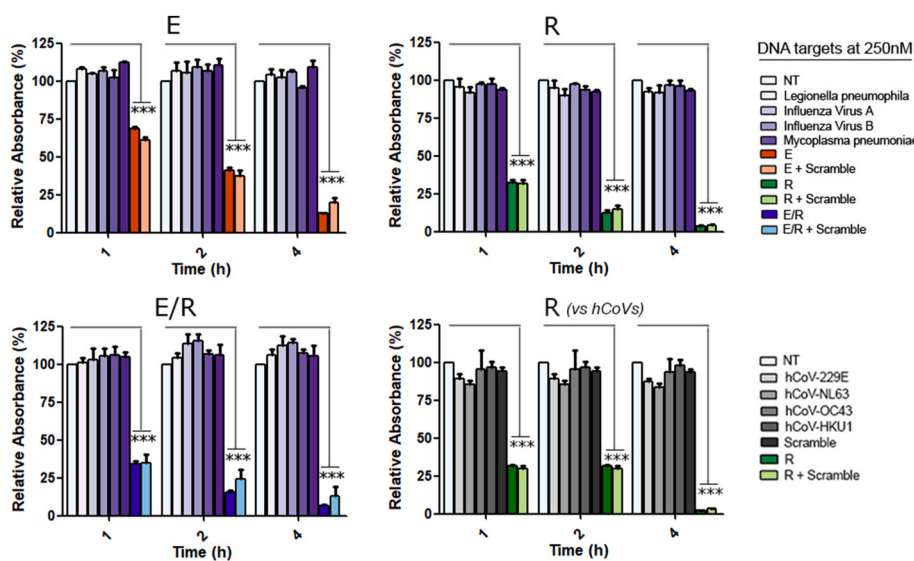 E
Relative Absorbance (%)
125
100
75
50
25
0
***
***
***
1
2
4
Time (h)
R
Relative Absorbance (%)
125
100
75
50
25
0
***
***
***
1
2
4
Time (h)
DNA targets at 250nM
NT
Legionella pneumophila
Influenza Virus A
Influenza Virus B
Mycoplasma pneumoniae
E
E + Scramble
R
R + Scramble
E/R
E/R + Scramble
E/R
Relative Absorbance (%)
125
100
75
50
25
0
***
***
***
1
2
4
Time (h)
R (vs hCoVs)
Relative Absorbance (%)
125
100
75
50
25
0
***
***
***
1
2
4
Time (h)
NT
hCoV-229E
hCoV-NL63
hCoV-OC43
hCoV-HKU1
Scramble
R
R + Scramble